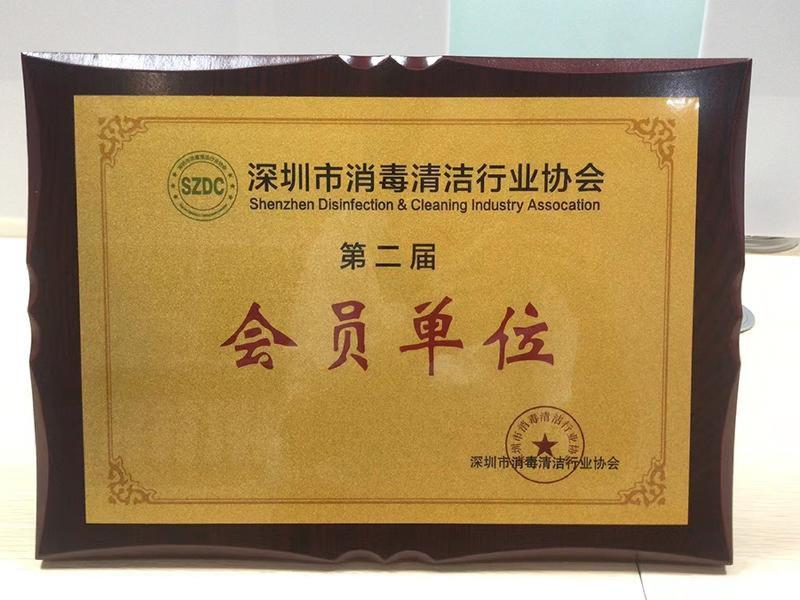 SZDC
深圳市消毒清洁行业协会
Shenzhen Disinfection & Cleaning Industry Assocation
第二届
会员单位
深圳市消毒清洁行业协会
深圳市消毒清洁行业协会